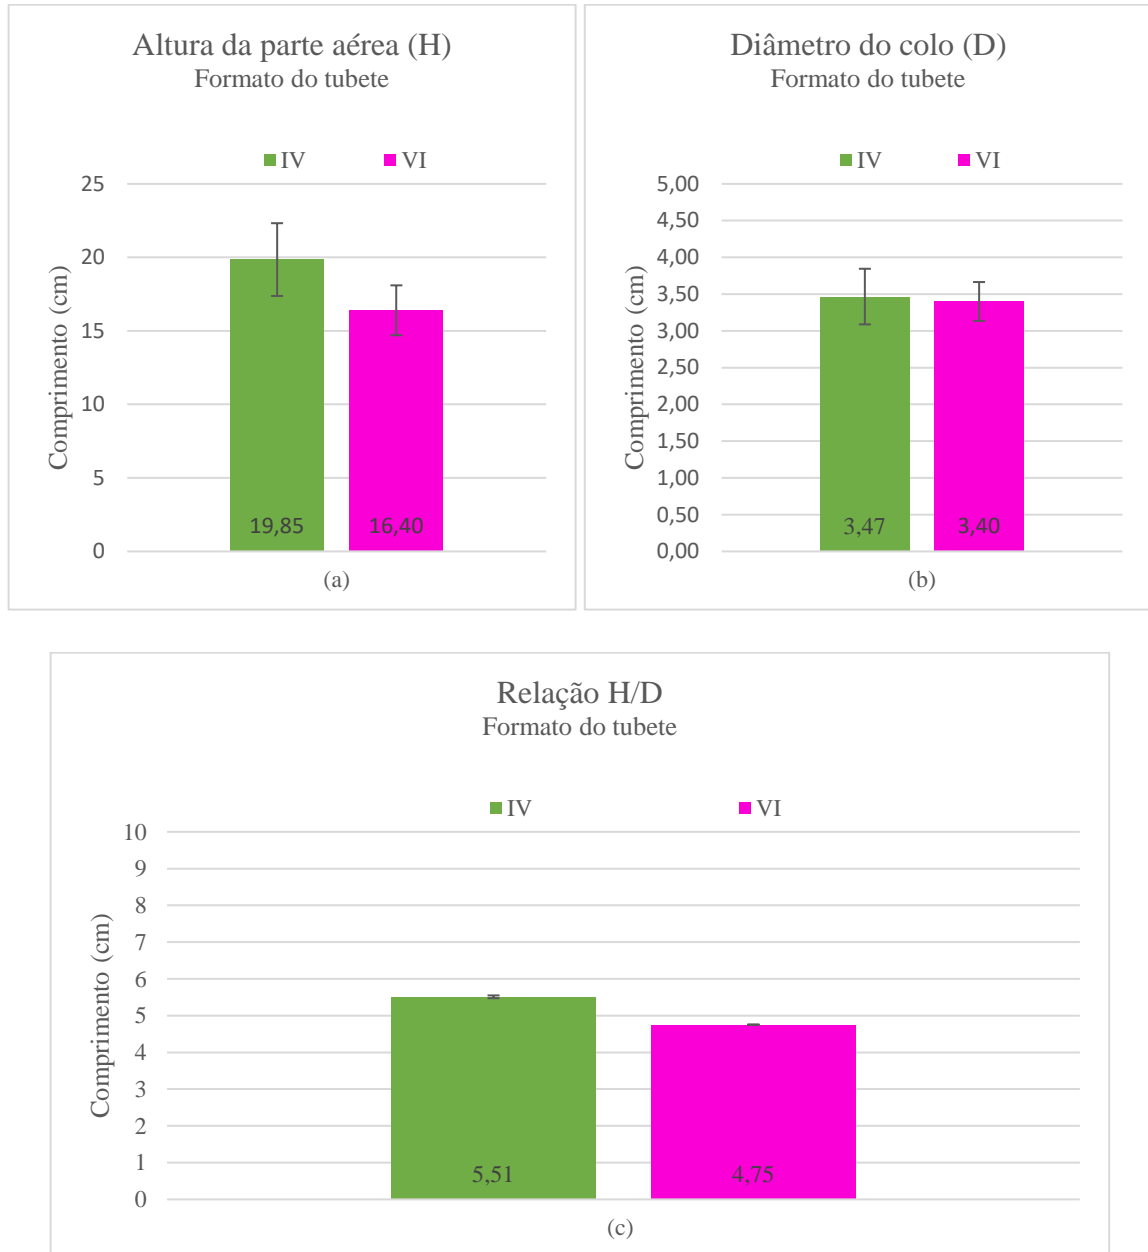 Altura da parte aérea (H)
Formato do tubete
IV VI
Comprimento (cm)
25
20
15
10
5
0
19,85 16,40
(a)
Diâmetro do colo (D)
Formato do tubete
IV VI
Comprimento (cm)
5,00
4,50
4,00
3,50
3,00
2,50
2,00
1,50
1,00
0,50
0,00
3,47 3,40
(b)
Relação H/D
Formato do tubete
IV VI
Comprimento (cm)
10
9
8
7
6
5
4
3
2
1
0
5,51 4,75
(c)